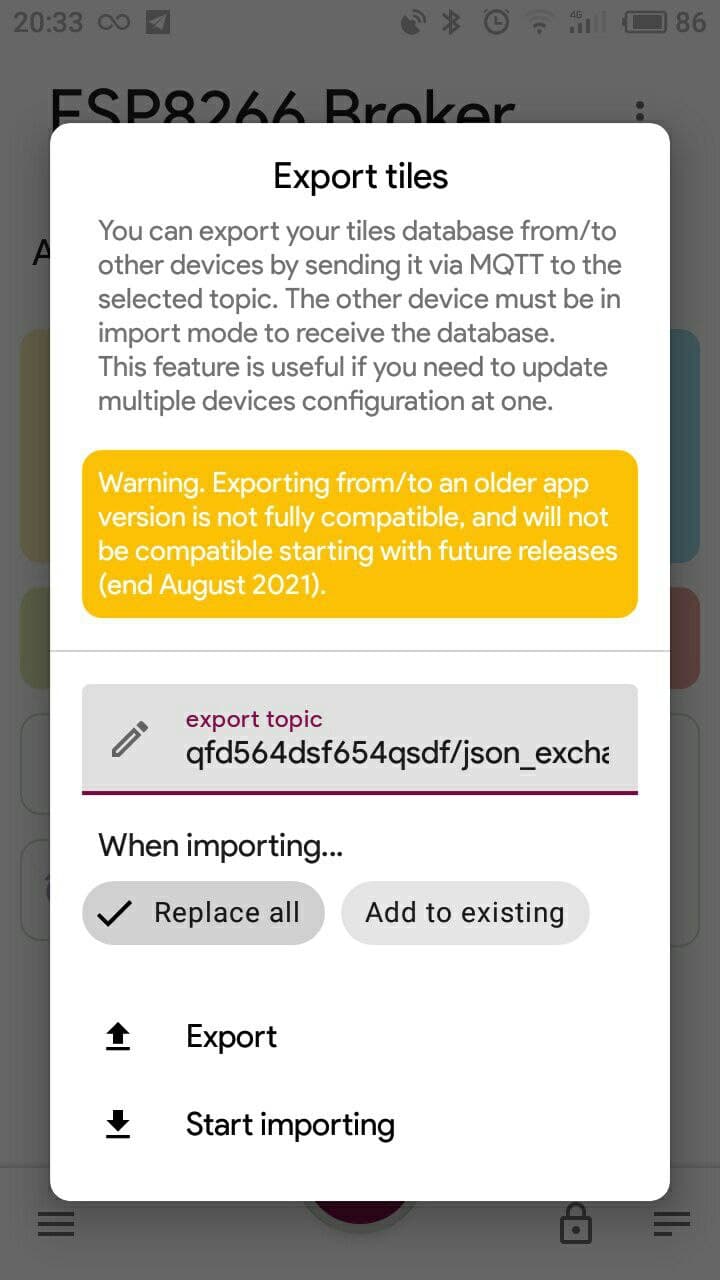 20:33
4G
86
ESP8266 Broker
A
Export tiles
You can export your tiles database from/to
other devices by sending it via MQTT to the
selected topic. The other device must be in
import mode to receive the database.
This feature is useful if you need to update
multiple devices configuration at one.
Warning. Exporting from/to an older app
version is not fully compatible, and will not
be compatible starting with future releases
(end August 2021).
export topic
qfd564dsf654qsdf/json_excha
When importing...
Replace all
Add to existing
Export
Start importing